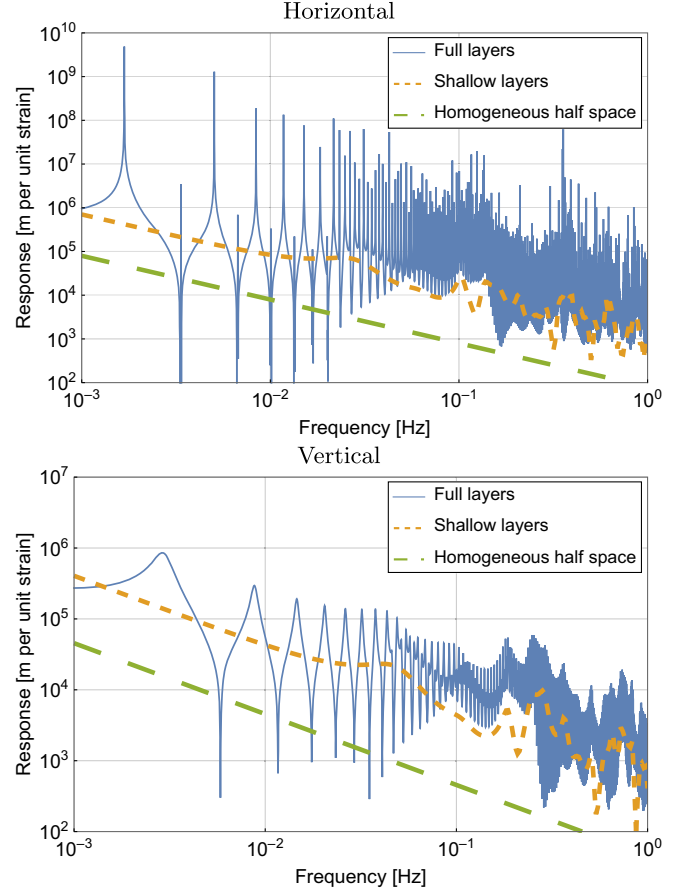 Horizontal
10^10
10^9
10^8
10^7
10^6
10^5
10^4
10^3
10^2
Response [m per unit strain]
Full layers
Shallow layers
Homogeneous half space
10^-3
10^-2
10^-1
10^0
Frequency [Hz]
Vertical
10^7
10^6
10^5
10^4
10^3
10^2
Response [m per unit strain]
Full layers
Shallow layers
Homogeneous half space
10^-3
10^-2
10^-1
10^0
Frequency [Hz]